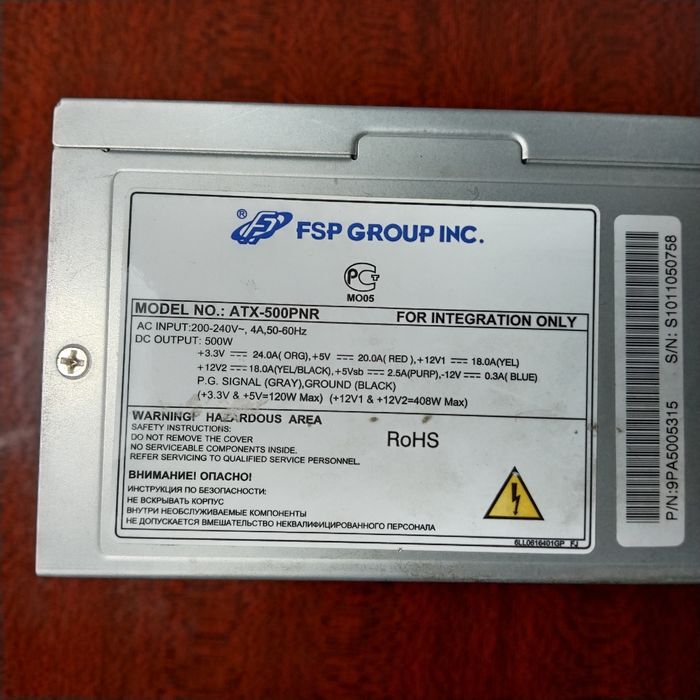 ® FSP GROUP INC.
РСТ
МО05
MODEL NO.: ATX-500PNR FOR INTEGRATION ONLY
AC INPUT:200-240V~, 4A,50-60Hz
DC OUTPUT: 500W
+3.3V ⎓ 24.0A( ORG),+5V ⎓ 20.0A( RED ),+12V1 ⎓ 18.0A(YEL)
+12V2 ⎓ 18.0A(YEL/BLACK),+5Vsb ⎓ 2.5A(PURP),-12V ⎓ 0.3A( BLUE)
P.G. SIGNAL (GRAY),GROUND (BLACK)
(+3.3V & +5V=120W Max) (+12V1 & +12V2=408W Max)
WARNING! HAZARDOUS AREA
SAFETY INSTRUCTIONS:
DO NOT REMOVE THE COVER
NO SERVICEABLE COMPONENTS INSIDE.
REFER SERVICING TO QUALIFIED SERVICE PERSONNEL.
RoHS
ВНИМАНИЕ! ОПАСНО!
ИНСТРУКЦИЯ ПО БЕЗОПАСНОСТИ:
НЕ ВСКРЫВАТЬ КОРПУС
ВНУТРИ НЕОБСЛУЖИВАЕМЫЕ КОМПОНЕНТЫ
НЕ ДОПУСКАЕТСЯ ВМЕШАТЕЛЬСТВО НЕКВАЛИФИЦИРОВАННОГО ПЕРСОНАЛА
6LL0616401GP FJ
P/N:9PA5005315 S/N: S1011050758